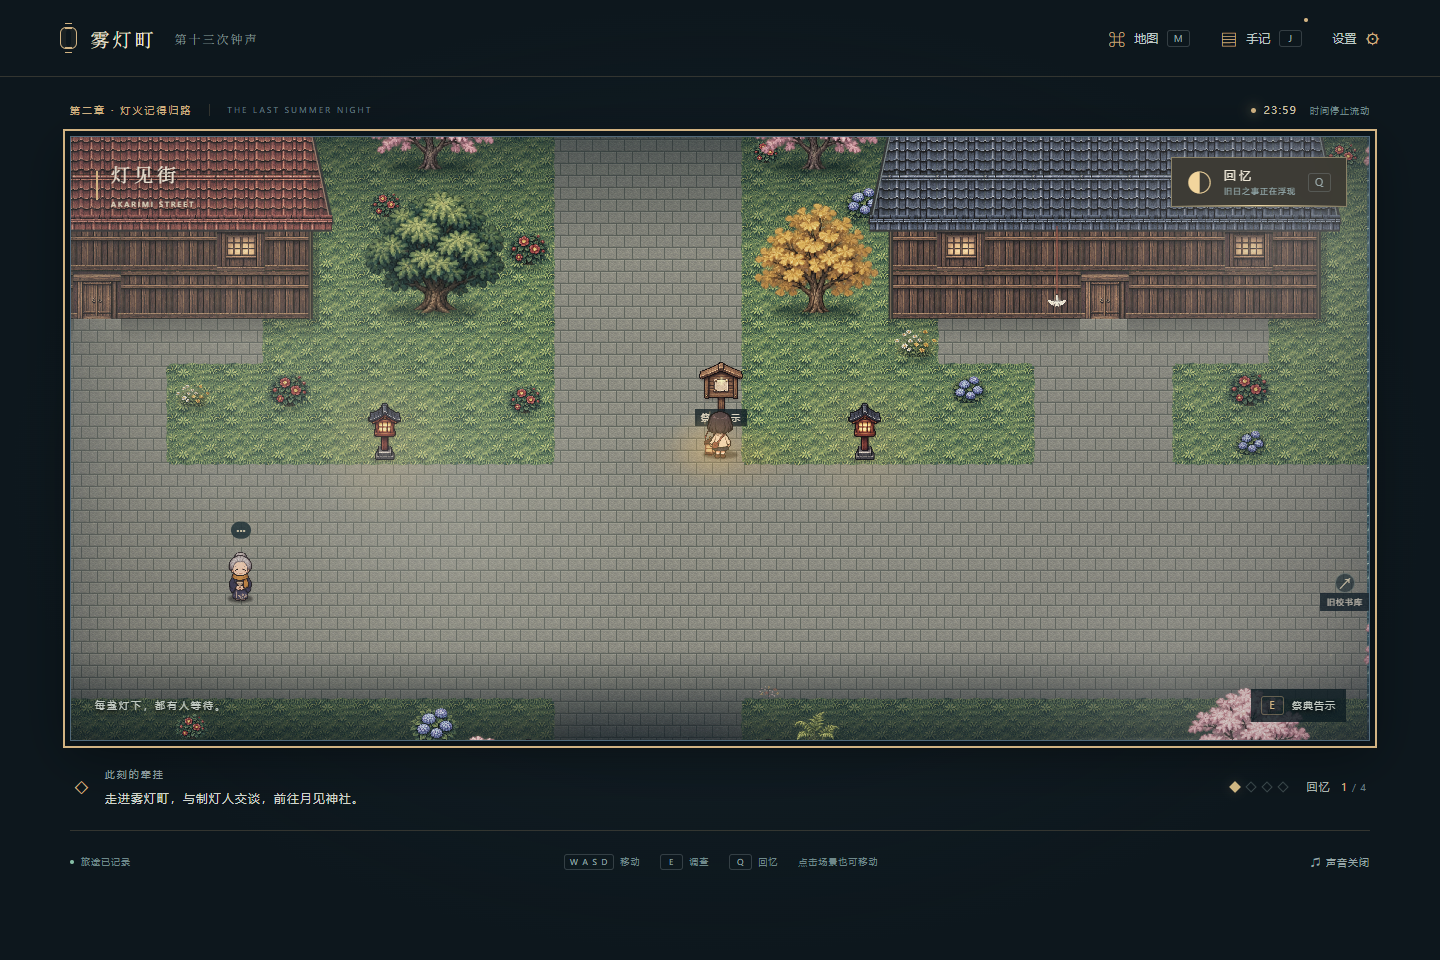 雾灯町 第十三次钟声
地图 M 手记 J 设置
第二章 · 灯火记得归路 THE LAST SUMMER NIGHT
23:59 时间停止流动
灯见街
AKARIMI STREET
回忆 Q
旧日之事正在浮现
旧校书库
每盏灯下，都有人等待。
E 祭典告示
此刻的牵挂
走进雾灯町，与制灯人交谈，前往月见神社。
回忆 1 / 4
旅途已记录
WASD 移动 E 调查 Q 回忆 点击场景也可移动
声音关闭